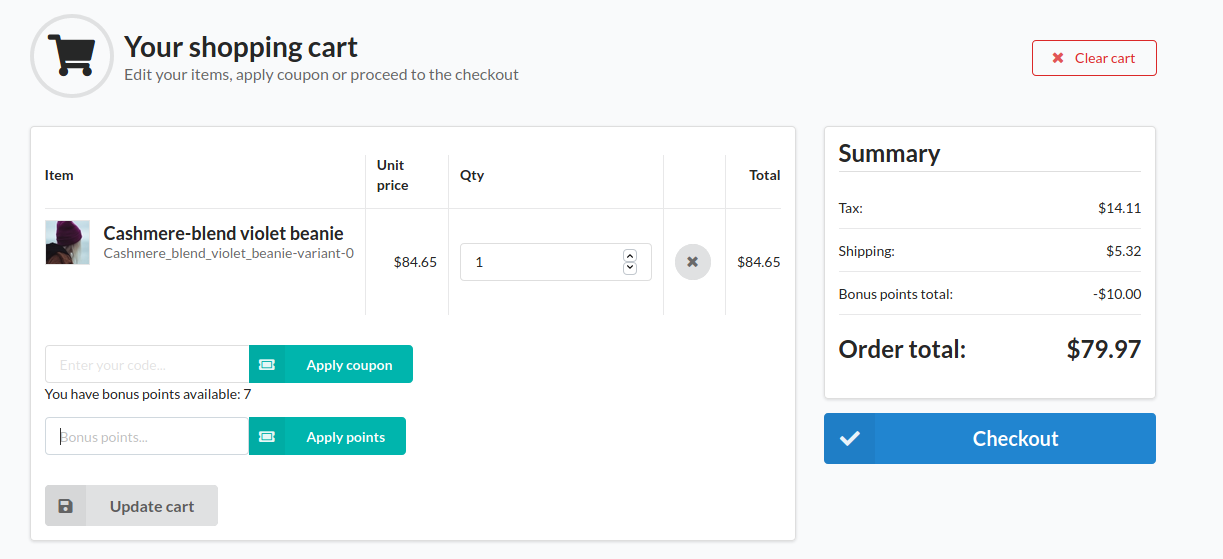 Your shopping cart
Edit your items, apply coupon or proceed to the checkout
Clear cart
Item
Unit price
Qty
Total
Cashmere-blend violet beanie
Cashmere_blend_violet_beanie-variant-0
$84.65
1
$84.65
Enter your code...
Apply coupon
You have bonus points available: 7
Bonus points...
Apply points
Update cart
Summary
Tax: $14.11
Shipping: $5.32
Bonus points total: -$10.00
Order total: $79.97
Checkout